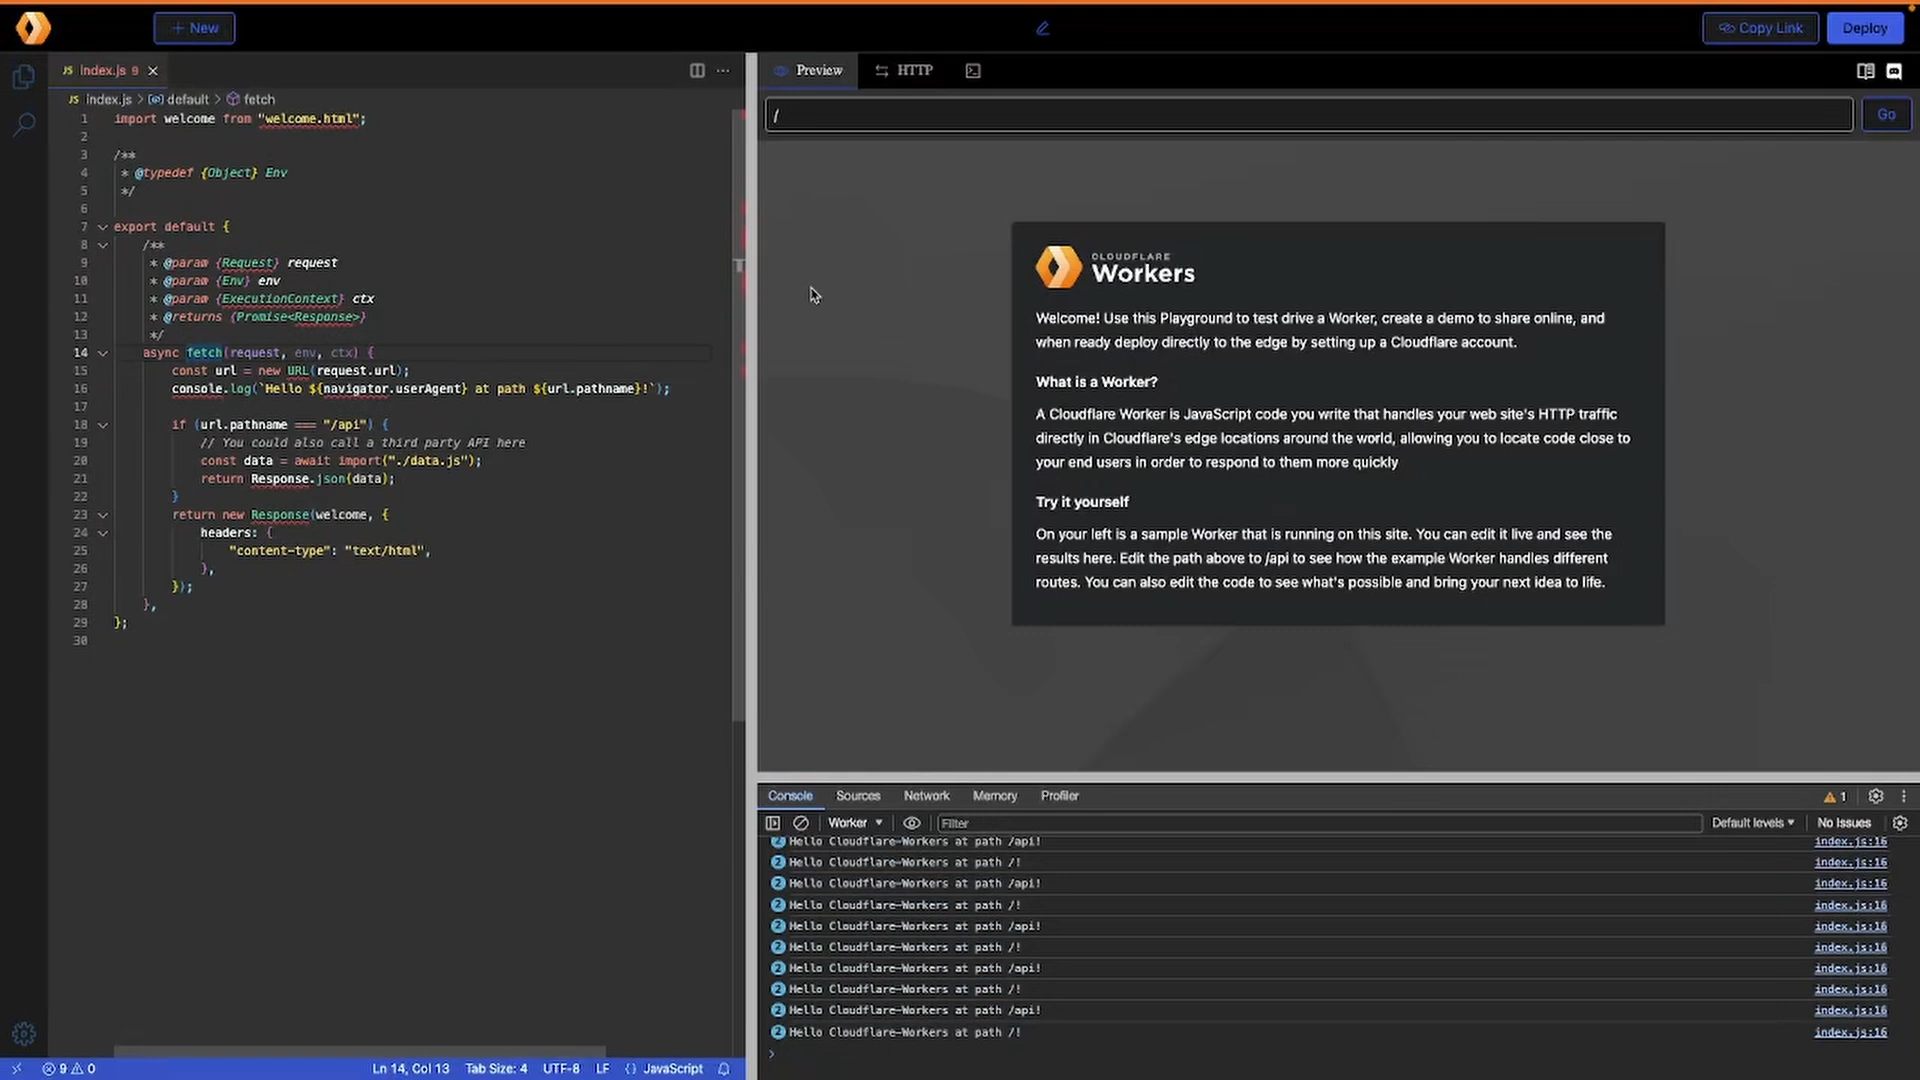 + New
Copy Link
Deploy
JS index.js 9
Preview
HTTP
JS index.js > default > fetch
/
Go
1 import welcome from "welcome.html";
2
3 /**
4 * @typedef {Object} Env
5 */
6
7 export default {
8 /**
9 * @param {Request} request
10 * @param {Env} env
11 * @param {ExecutionContext} ctx
12 * @returns {Promise<Response>}
13 */
14 async fetch(request, env, ctx) {
15 const url = new URL(request.url);
16 console.log(`Hello ${navigator.userAgent} at path ${url.pathname}!`);
17
18 if (url.pathname === "/api") {
19 // You could also call a third party API here
20 const data = await import("./data.js");
21 return Response.json(data);
22 }
23 return new Response(welcome, {
24 headers: {
25 "content-type": "text/html",
26 },
27 });
28 },
29 };
30
CLOUDFLARE
Workers
Welcome! Use this Playground to test drive a Worker, create a demo to share online, and
when ready deploy directly to the edge by setting up a Cloudflare account.
What is a Worker?
A Cloudflare Worker is JavaScript code you write that handles your web site's HTTP traffic
directly in Cloudflare's edge locations around the world, allowing you to locate code close to
your end users in order to respond to them more quickly
Try it yourself
On your left is a sample Worker that is running on this site. You can edit it live and see the
results here. Edit the path above to /api to see how the example Worker handles different
routes. You can also edit the code to see what's possible and bring your next idea to life.
Console Sources Network Memory Profiler 1
Worker Filter Default levels No Issues
2 Hello Cloudflare-Workers at path /api! index.js:16
2 Hello Cloudflare-Workers at path /! index.js:16
2 Hello Cloudflare-Workers at path /api! index.js:16
2 Hello Cloudflare-Workers at path /! index.js:16
2 Hello Cloudflare-Workers at path /api! index.js:16
2 Hello Cloudflare-Workers at path /! index.js:16
2 Hello Cloudflare-Workers at path /api! index.js:16
2 Hello Cloudflare-Workers at path /! index.js:16
2 Hello Cloudflare-Workers at path /api! index.js:16
2 Hello Cloudflare-Workers at path /! index.js:16
>
9 0 Ln 14, Col 13 Tab Size: 4 UTF-8 LF {} JavaScript